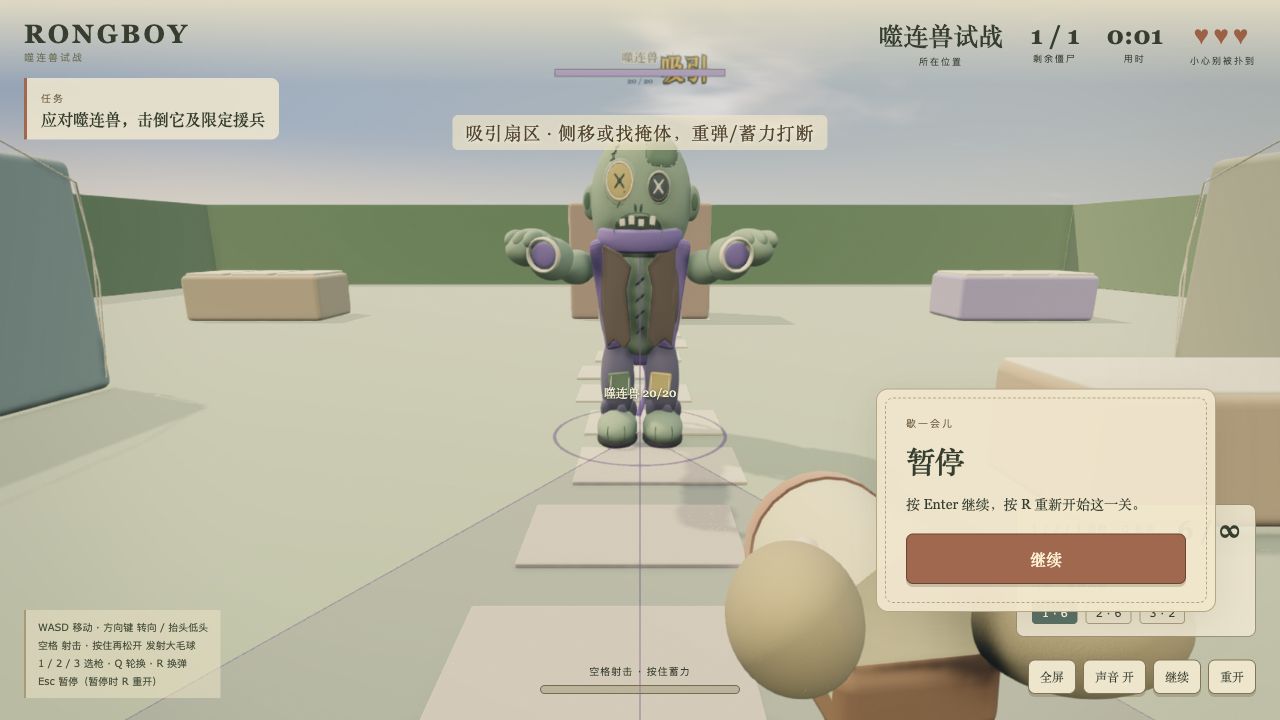 RONGBOY
噬连兽试战
任务
应对噬连兽，击倒它及限定援兵
噬连兽
吸引
20 / 20
噬连兽试战
所在位置
1 / 1
剩余僵尸
0:01
用时
♥♥♥
小心别被扑到
吸引扇区 · 侧移或找掩体，重弹/蓄力打断
噬连兽 20/20
歇一会儿
暂停
按 Enter 继续，按 R 重新开始这一关。
继续
∞
1 · 6
2 · 6
3 · 2
WASD 移动 · 方向键 转向 / 抬头低头
空格 射击 · 按住再松开 发射大毛球
1 / 2 / 3 选枪 · Q 轮换 · R 换弹
Esc 暂停（暂停时 R 重开）
空格射击 · 按住蓄力
全屏
声音 开
继续
重开